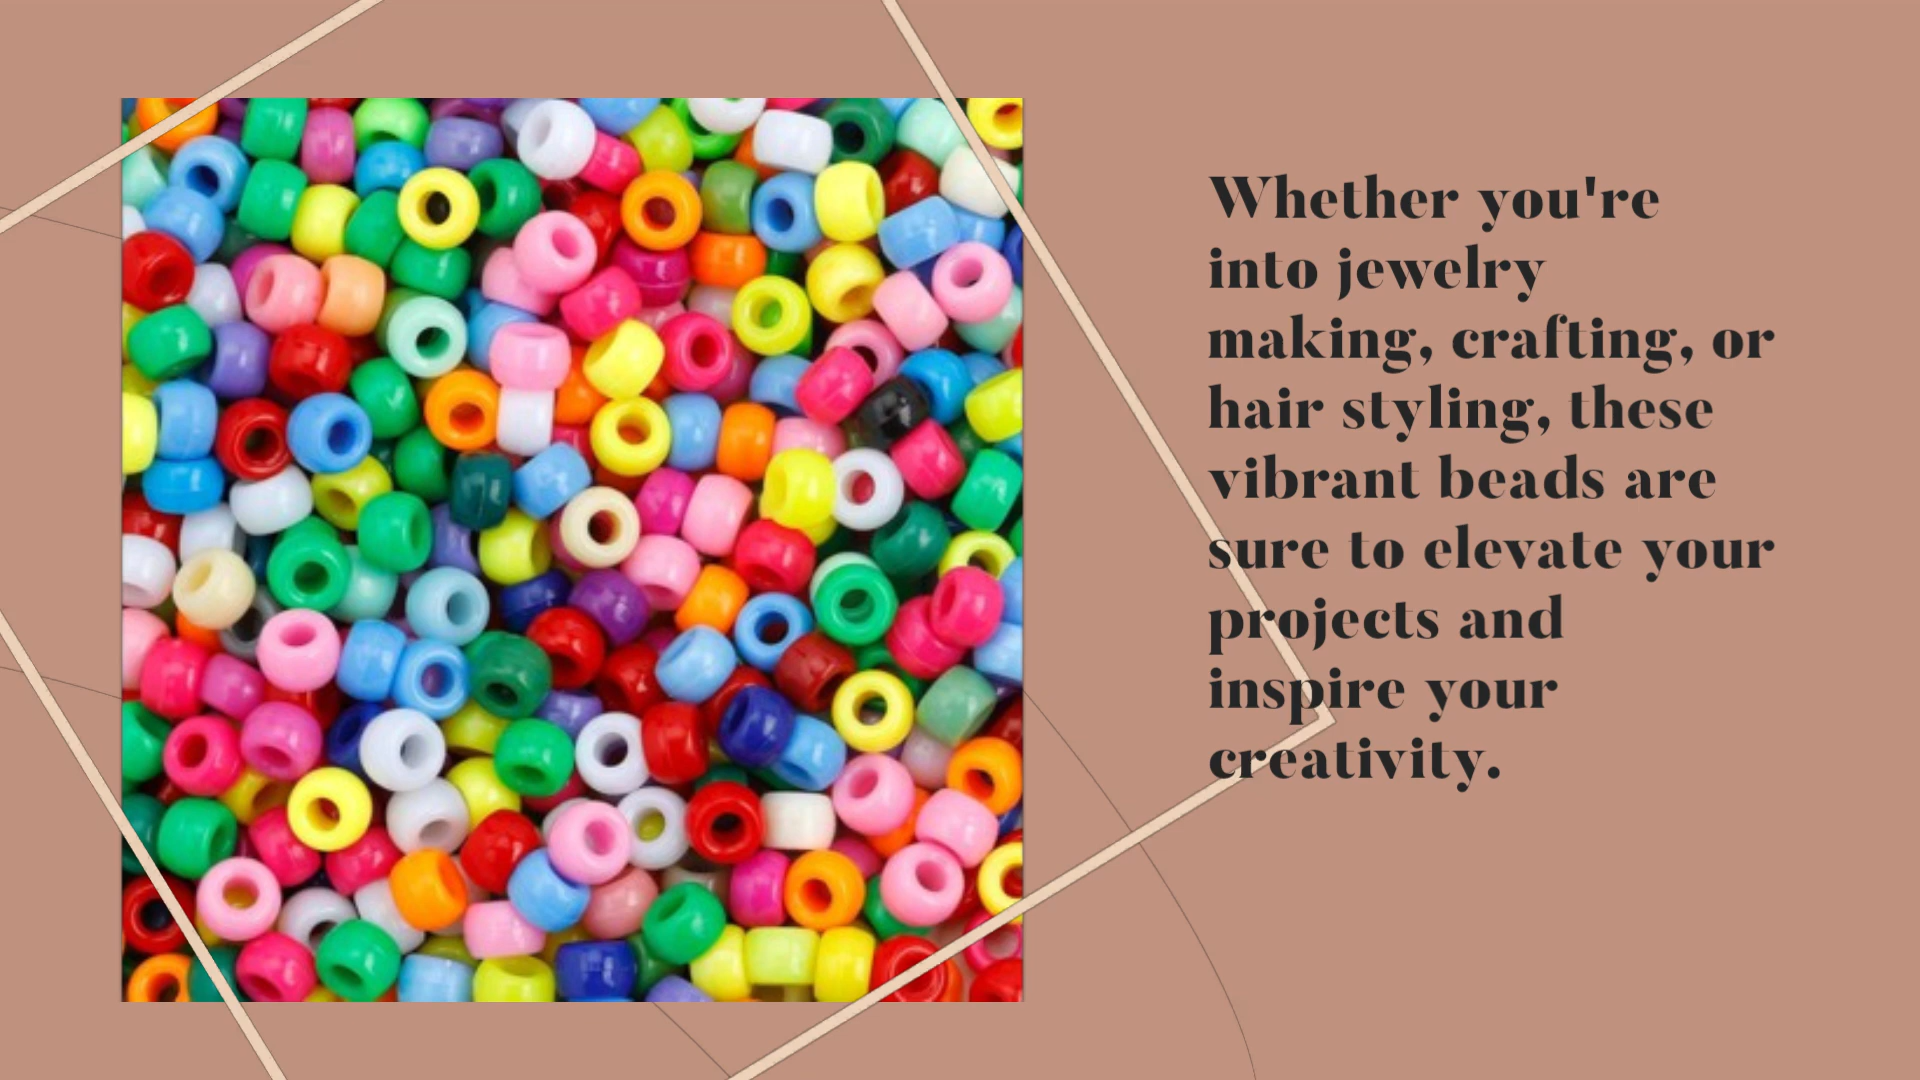 Whether you're
into jewelry
making, crafting, or
hair styling, these
vibrant beads are
sure to elevate your
projects and
inspire your
creativity.